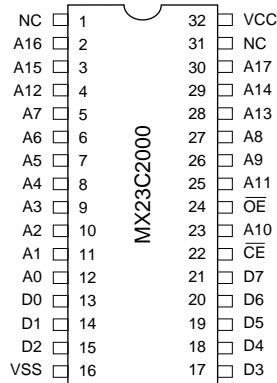 NC 1 32 VCC
A16 2 31 NC
A15 3 30 A17
A12 4 29 A14
A7 5 28 A13
A6 6 27 A8
A5 7 26 A9
A4 8 25 A11
A3 9 24 O̅E̅
A2 10 23 A10
A1 11 22 C̅E̅
A0 12 21 D7
D0 13 20 D6
D1 14 19 D5
D2 15 18 D4
VSS 16 17 D3
MX23C2000